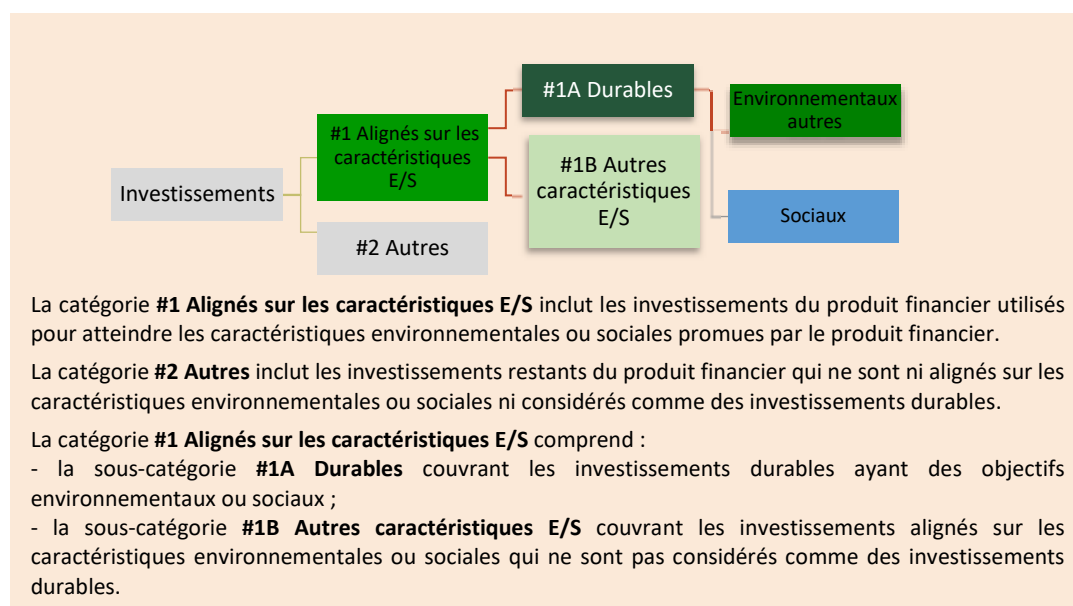 #1A Durables
Environnementaux
autres
#1 Alignés sur les
caractéristiques
E/S
#1B Autres
caractéristiques
E/S
Investissements
Sociaux
#2 Autres
La catégorie #1 Alignés sur les caractéristiques E/S inclut les investissements du produit financier utilisés
pour atteindre les caractéristiques environnementales ou sociales promues par le produit financier.
La catégorie #2 Autres inclut les investissements restants du produit financier qui ne sont ni alignés sur les
caractéristiques environnementales ou sociales ni considérés comme des investissements durables.
La catégorie #1 Alignés sur les caractéristiques E/S comprend :
- la sous-catégorie #1A Durables couvrant les investissements durables ayant des objectifs
environnementaux ou sociaux ;
- la sous-catégorie #1B Autres caractéristiques E/S couvrant les investissements alignés sur les
caractéristiques environnementales ou sociales qui ne sont pas considérés comme des investissements
durables.